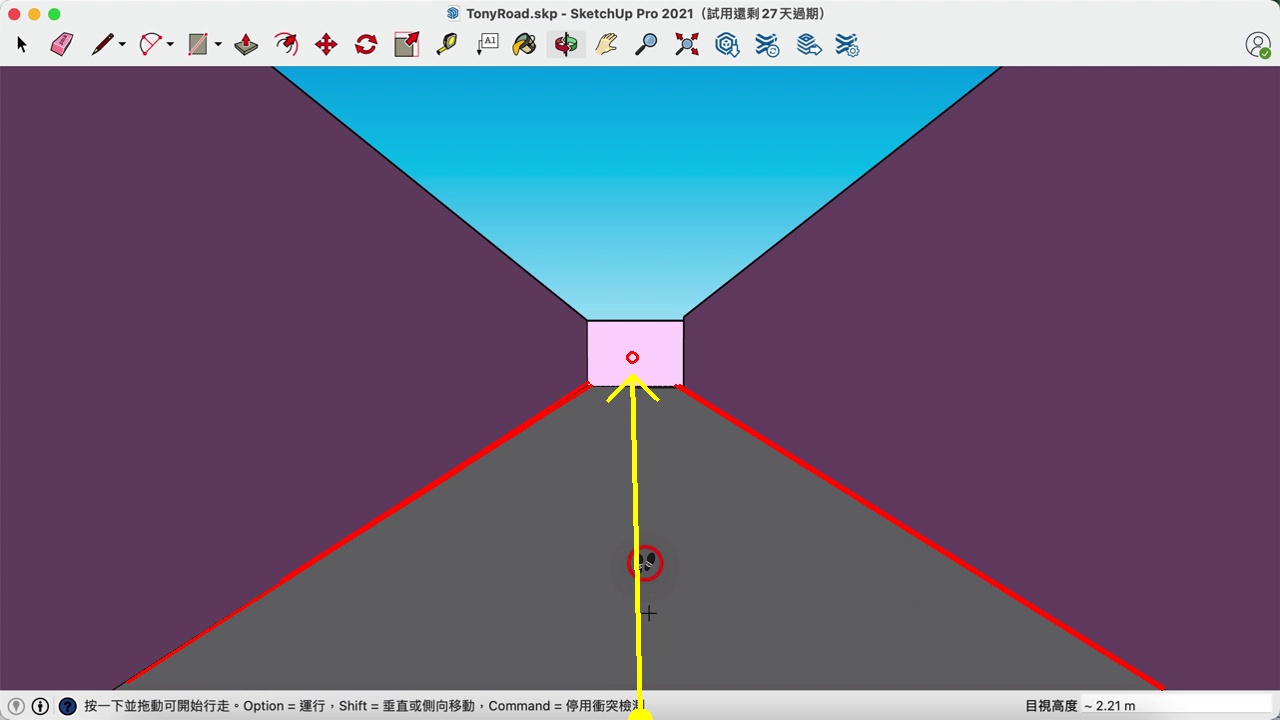 TonyRoad.skp - SketchUp Pro 2021（試用還剩 27 天過期）
A1
按一下並拖動可開始行走。Option = 運行，Shift = 垂直或側向移動，Command = 停用衝突檢測
目視高度 ~ 2.21 m